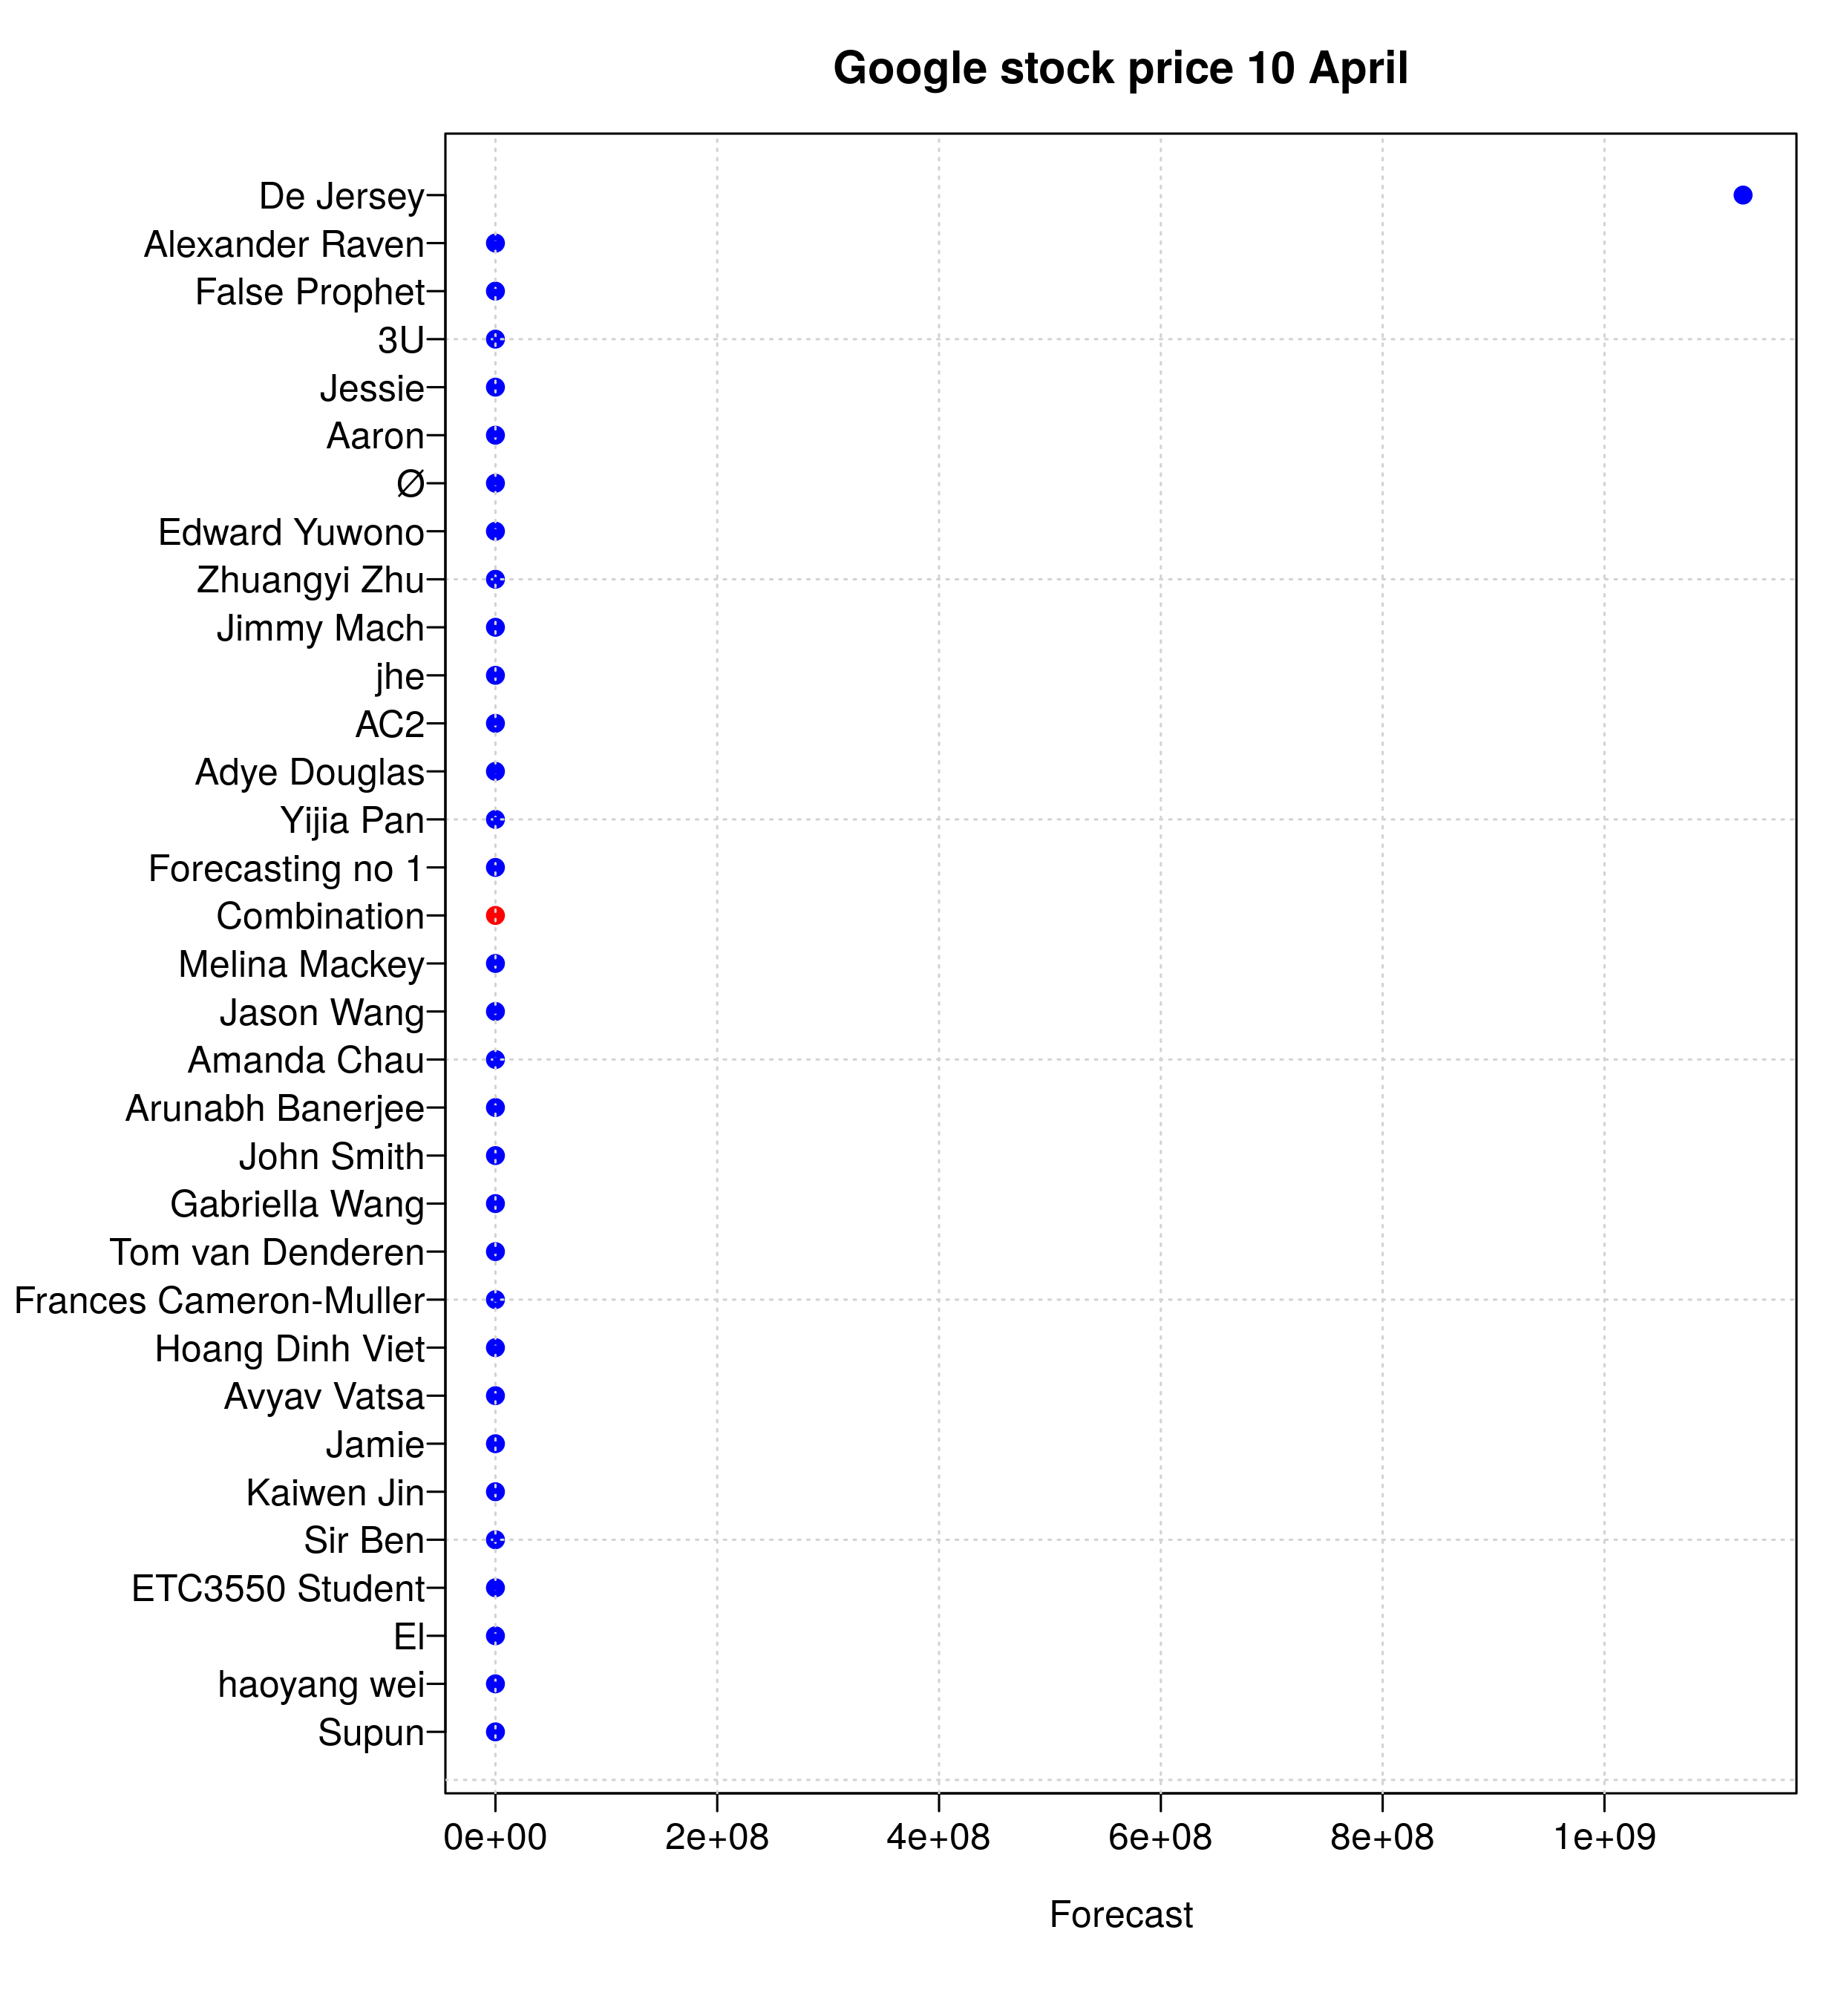 Google stock price 10 April
De Jersey
Alexander Raven
False Prophet
3U
Jessie
Aaron
Ø
Edward Yuwono
Zhuangyi Zhu
Jimmy Mach
jhe
AC2
Adye Douglas
Yijia Pan
Forecasting no 1
Combination
Melina Mackey
Jason Wang
Amanda Chau
Arunabh Banerjee
John Smith
Gabriella Wang
Tom van Denderen
Frances Cameron-Muller
Hoang Dinh Viet
Avyav Vatsa
Jamie
Kaiwen Jin
Sir Ben
ETC3550 Student
El
haoyang wei
Supun
0e+00 2e+08 4e+08 6e+08 8e+08 1e+09
Forecast